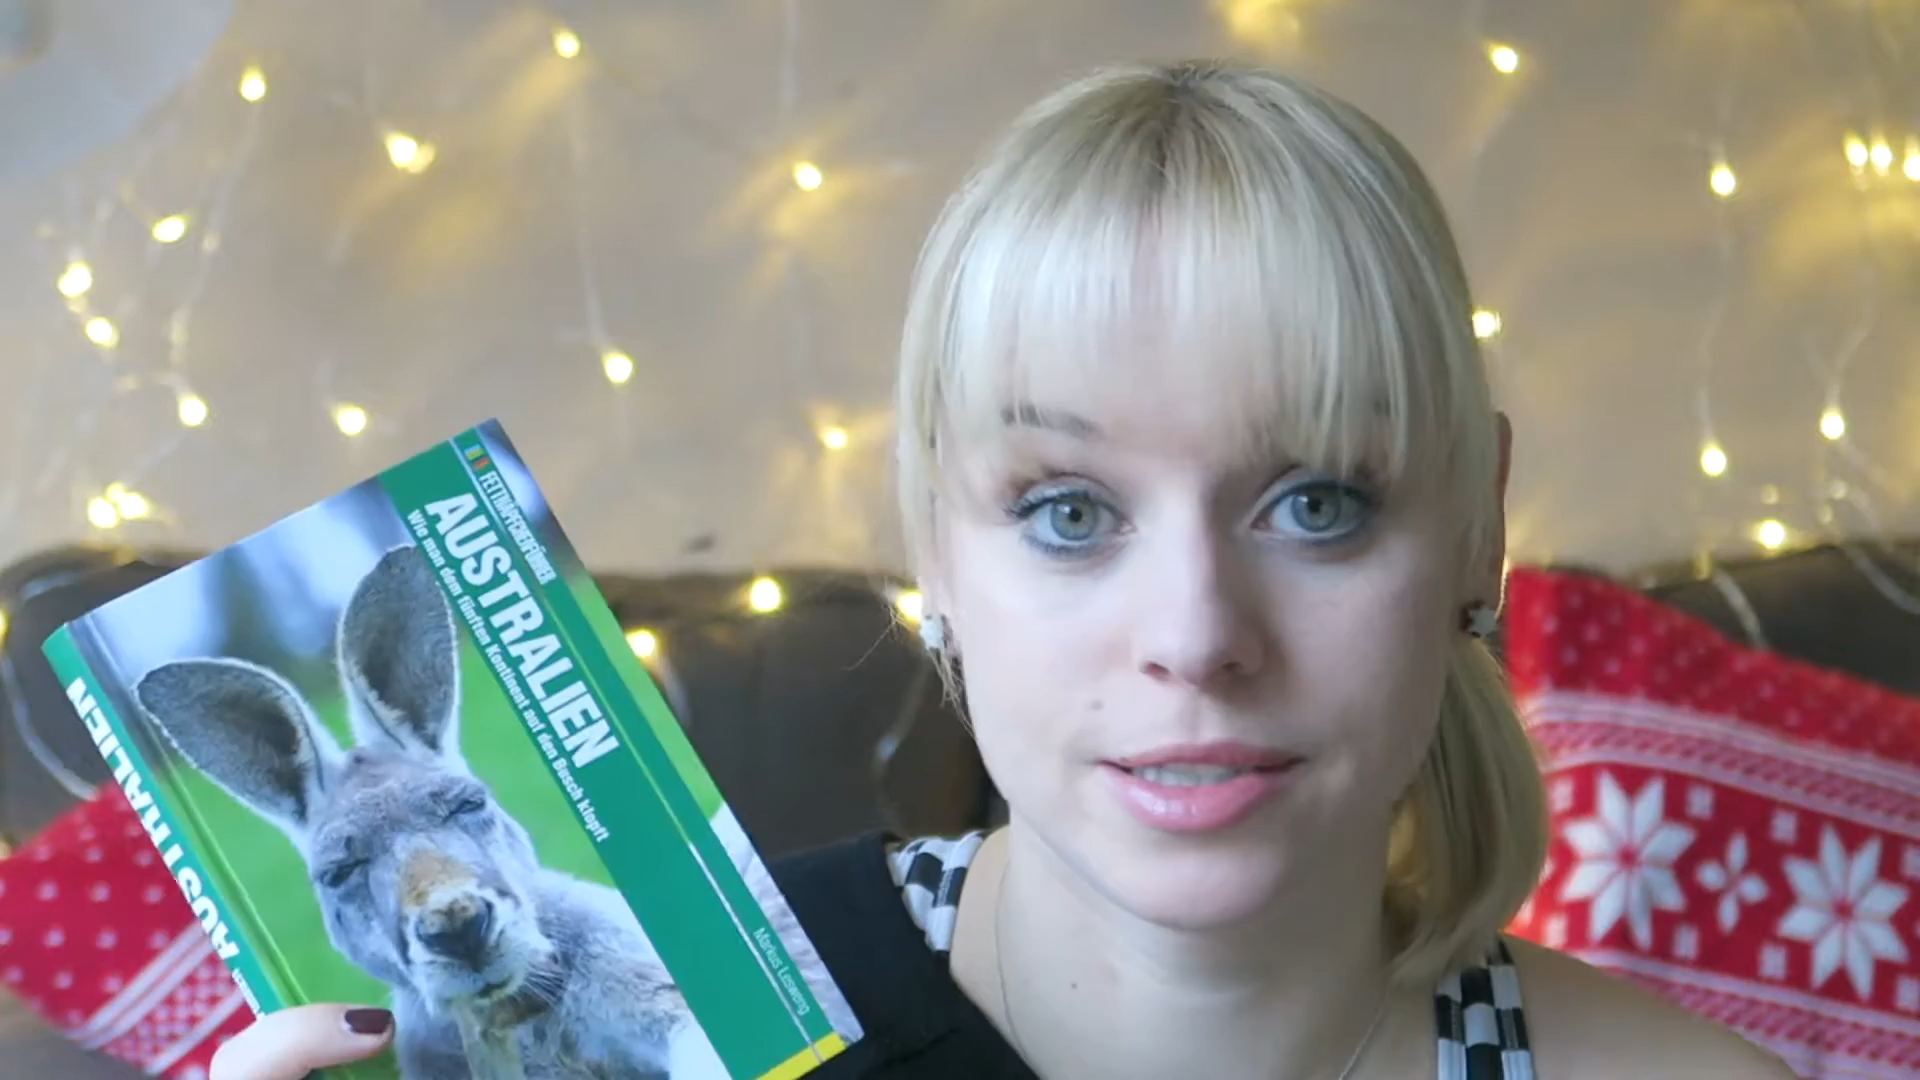 FETTNÄPFCHENFÜHRER
AUSTRALIEN
Wie man dem fünften Kontinent auf den Busch klopft
Markus Lesweng
AUSTRALIEN